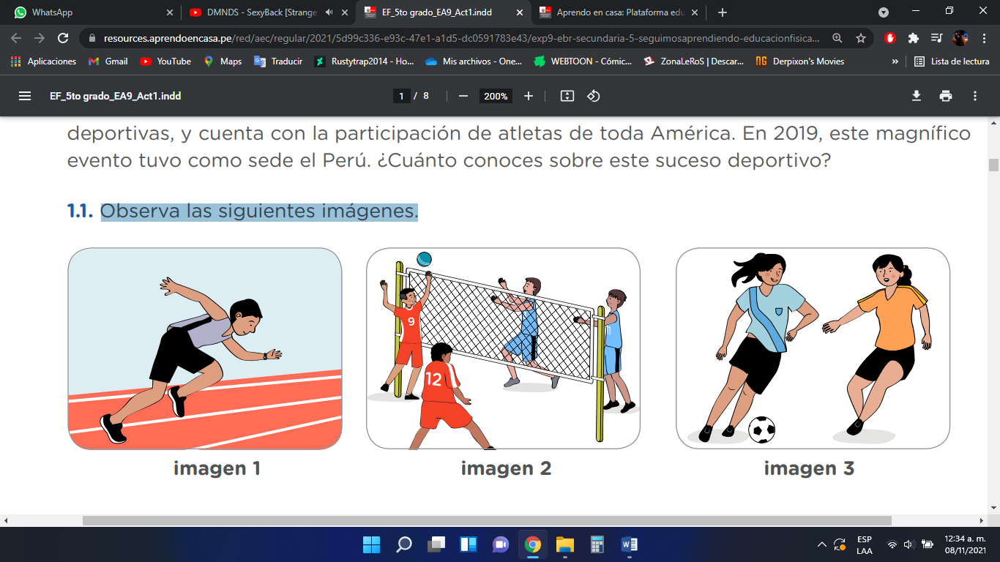 WhatsApp
DMNDS - SexyBack [Strange
EF_5to grado_EA9_Act1.indd
Aprendo en casa: Plataforma edu
resources.aprendoencasa.pe/red/aec/regular/2021/5d99c336-e93c-47e1-a1d5-dc0591783e43/exp9-ebr-secundaria-5-seguimosaprendiendo-educacionfisica...
Aplicaciones
Gmail
YouTube
Maps
Traducir
Rustytrap2014 - Ho...
Mis archivos - One...
WEBTOON - Cómic...
ZonaLeRoS | Descar...
NG Derpixon's Movies
»
Lista de lectura
EF_5to grado_EA9_Act1.indd
1 / 8
200%
deportivas, y cuenta con la participación de atletas de toda América. En 2019, este magnífico
evento tuvo como sede el Perú. ¿Cuánto conoces sobre este suceso deportivo?
1.1. Observa las siguientes imágenes.
9
12
1
imagen 1
imagen 2
imagen 3
ESP
LAA
12:34 a. m.
08/11/2021